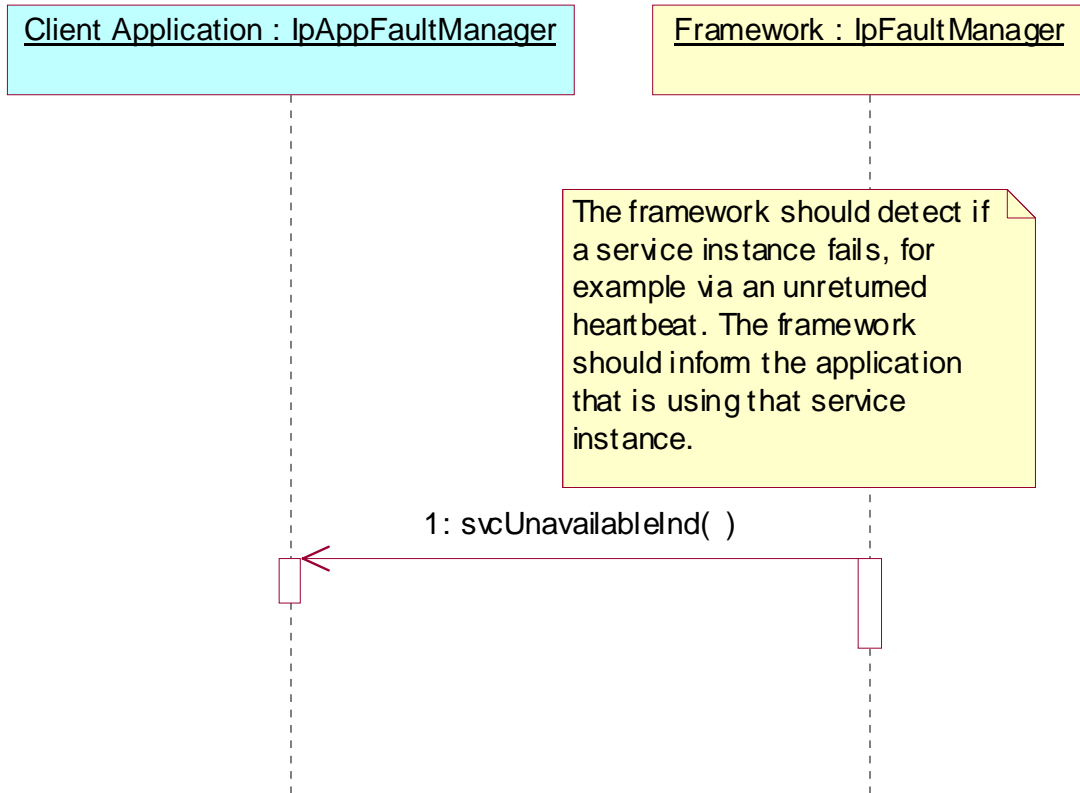 Client Application : IpAppFaultManager
Framework : IpFaultManager
The framework should detect if
a service instance fails, for
example via an unreturned
heartbeat. The framework
should inform the application
that is using that service
instance.
1: svcUnavailableInd( )